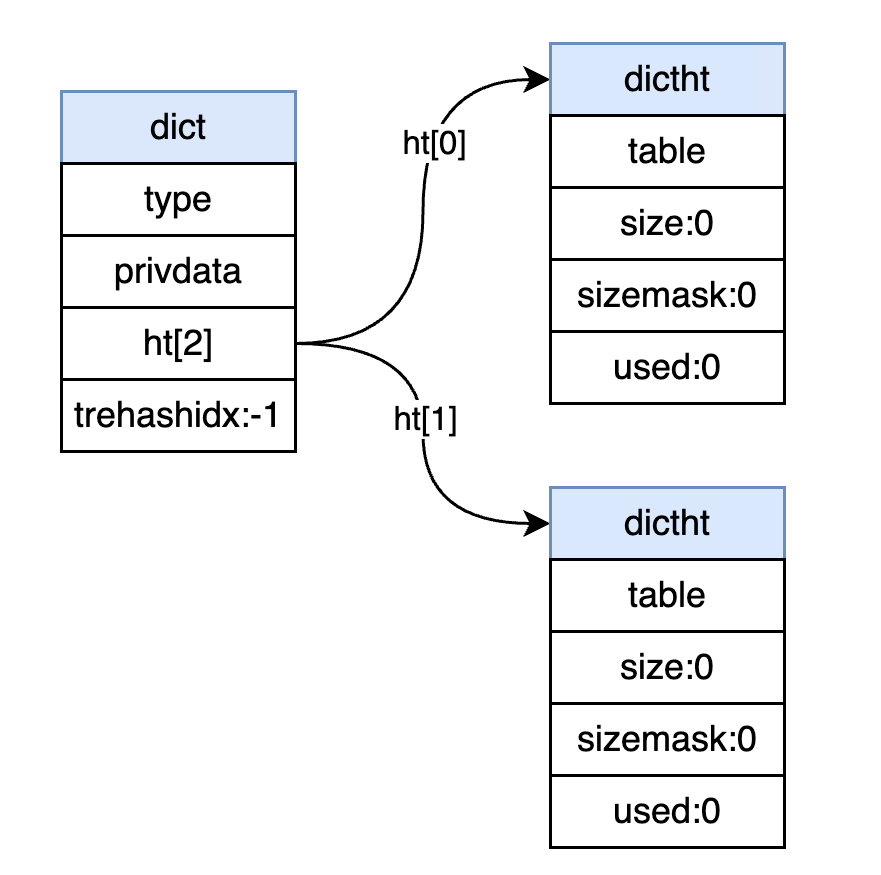 dict
type
privdata
ht[2]
trehashidx:-1
ht[0]
ht[1]
dictht
table
size:0
sizemask:0
used:0
dictht
table
size:0
sizemask:0
used:0